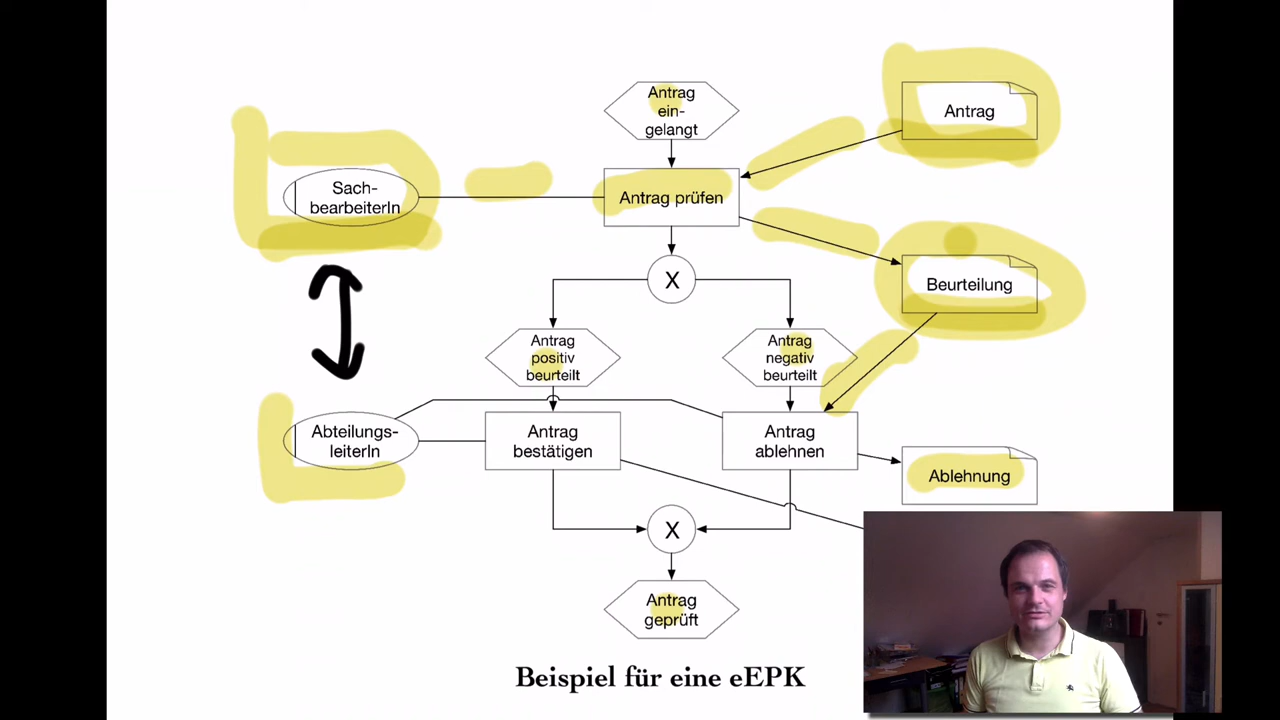 Antrag
ein-
gelangt
Antrag
Sach-
bearbeiterIn
Antrag prüfen
X
Beurteilung
Antrag
positiv
beurteilt
Antrag
negativ
beurteilt
Abteilungs-
leiterIn
Antrag
bestätigen
Antrag
ablehnen
Ablehnung
X
Antrag
geprüft
Beispiel für eine eEPK